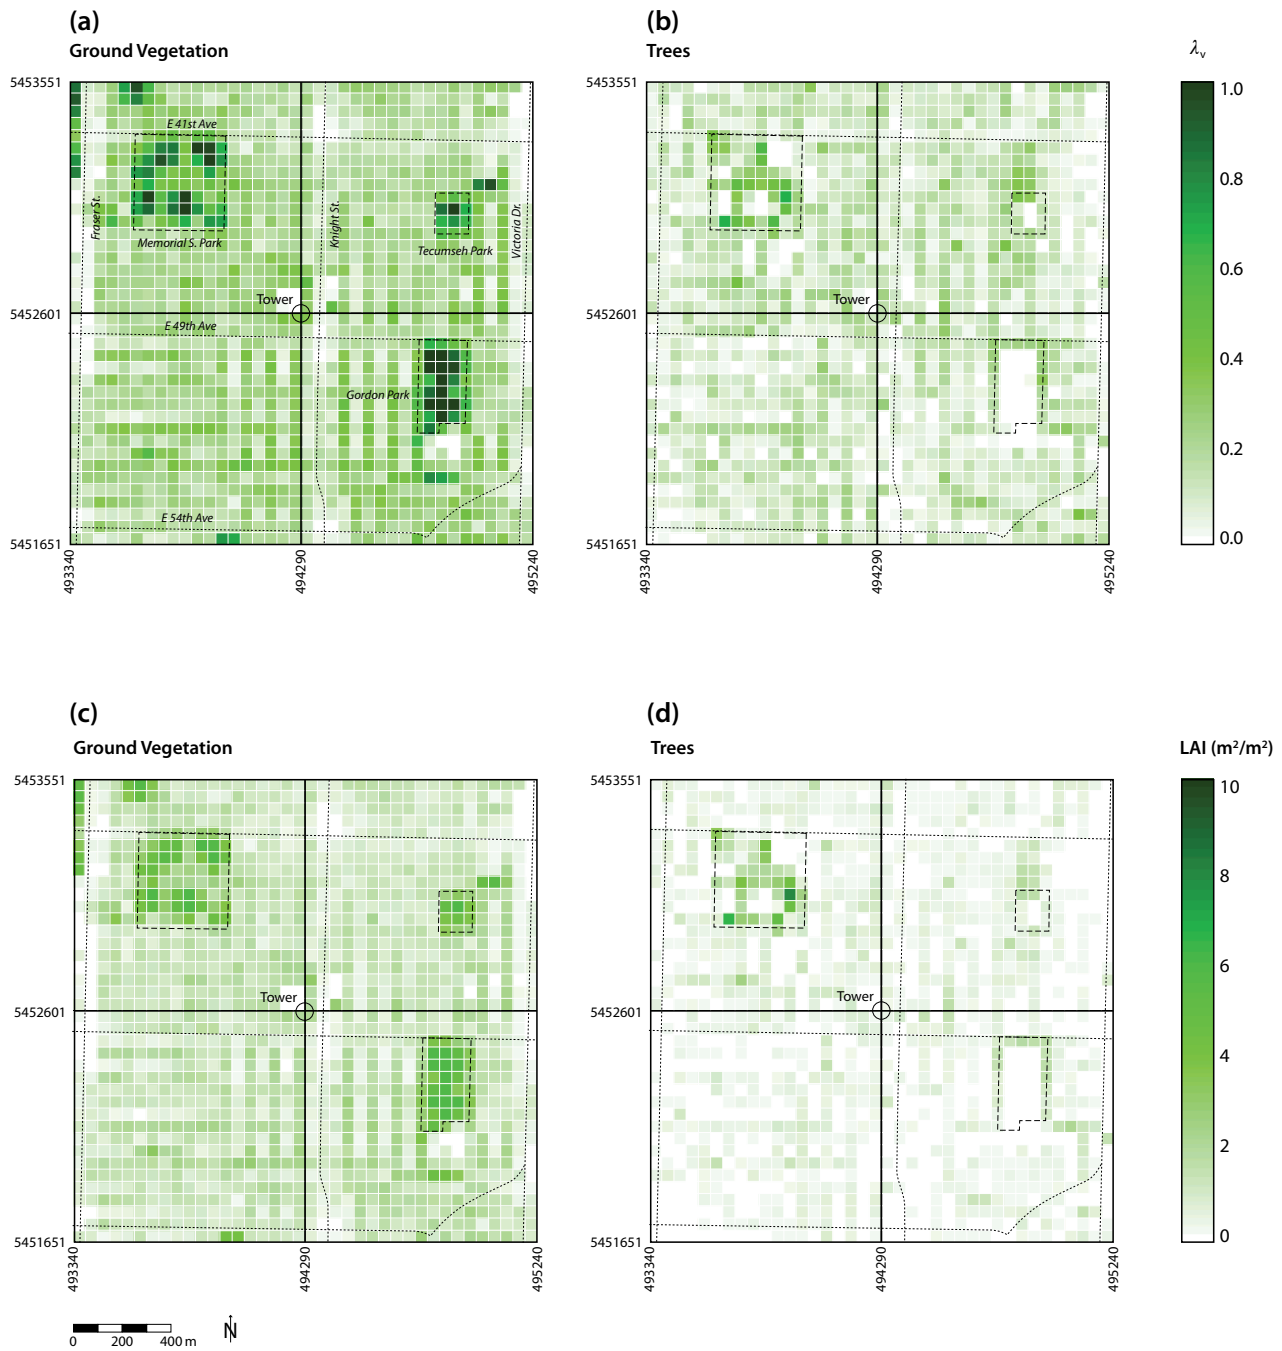 (a)
Ground Vegetation
5453551
5452601
5451651
493340
494290
495240
E 41st Ave
Fraser St.
Memorial S. Park
Knight St.
Tecumseh Park
Victoria Dr.
Tower
E 49th Ave
Gordon Park
E 54th Ave
(b)
Trees
5453551
5452601
5451651
493340
494290
495240
Tower
λv
1.0
0.8
0.6
0.4
0.2
0.0
(c)
Ground Vegetation
5453551
5452601
5451651
493340
494290
495240
Tower
(d)
Trees
5453551
5452601
5451651
493340
494290
495240
Tower
LAI (m²/m²)
10
8
6
4
2
0
0 200 400 m
N